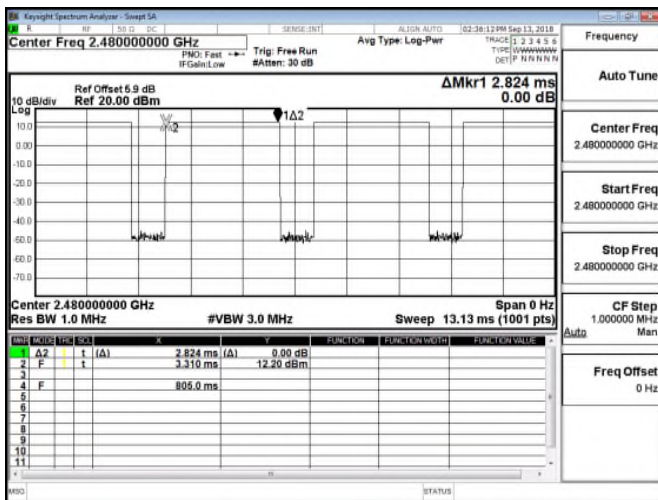 Keysight Spectrum Analyzer - Swept SA
R RF 50 Ω DC SENSE:INT ALIGN AUTO 02:36:12 PM Sep 13, 2018
Center Freq 2.480000000 GHz
PNO: Fast
IFGain:Low
Trig: Free Run
#Atten: 30 dB
Avg Type: Log-Pwr
TRACE 1 2 3 4 5 6
TYPE WWWWWW
DET P N N N N N
Ref Offset 6.9 dB
Ref 20.00 dBm
10 dB/div
Log
ΔMkr1 2.824 ms
0.00 dB
2
1Δ2
10.0
0.00
-10.0
-20.0
-30.0
-40.0
-50.0
-60.0
-70.0
Center 2.480000000 GHz
Span 0 Hz
Res BW 1.0 MHz
#VBW 3.0 MHz
Sweep 13.13 ms (1001 pts)
MKR MODE TRC SCL X Y FUNCTION FUNCTION WIDTH FUNCTION VALUE
1 Δ2 t (Δ) 2.824 ms (Δ) 0.00 dB
2 F t 3.310 ms 12.20 dBm
3
4 F 805.0 ms
5
6
7
8
9
10
11
MSG
STATUS
Frequency
Auto Tune
Center Freq
2.480000000 GHz
Start Freq
2.480000000 GHz
Stop Freq
2.480000000 GHz
CF Step
1.000000 MHz
Auto Man
Freq Offset
0 Hz